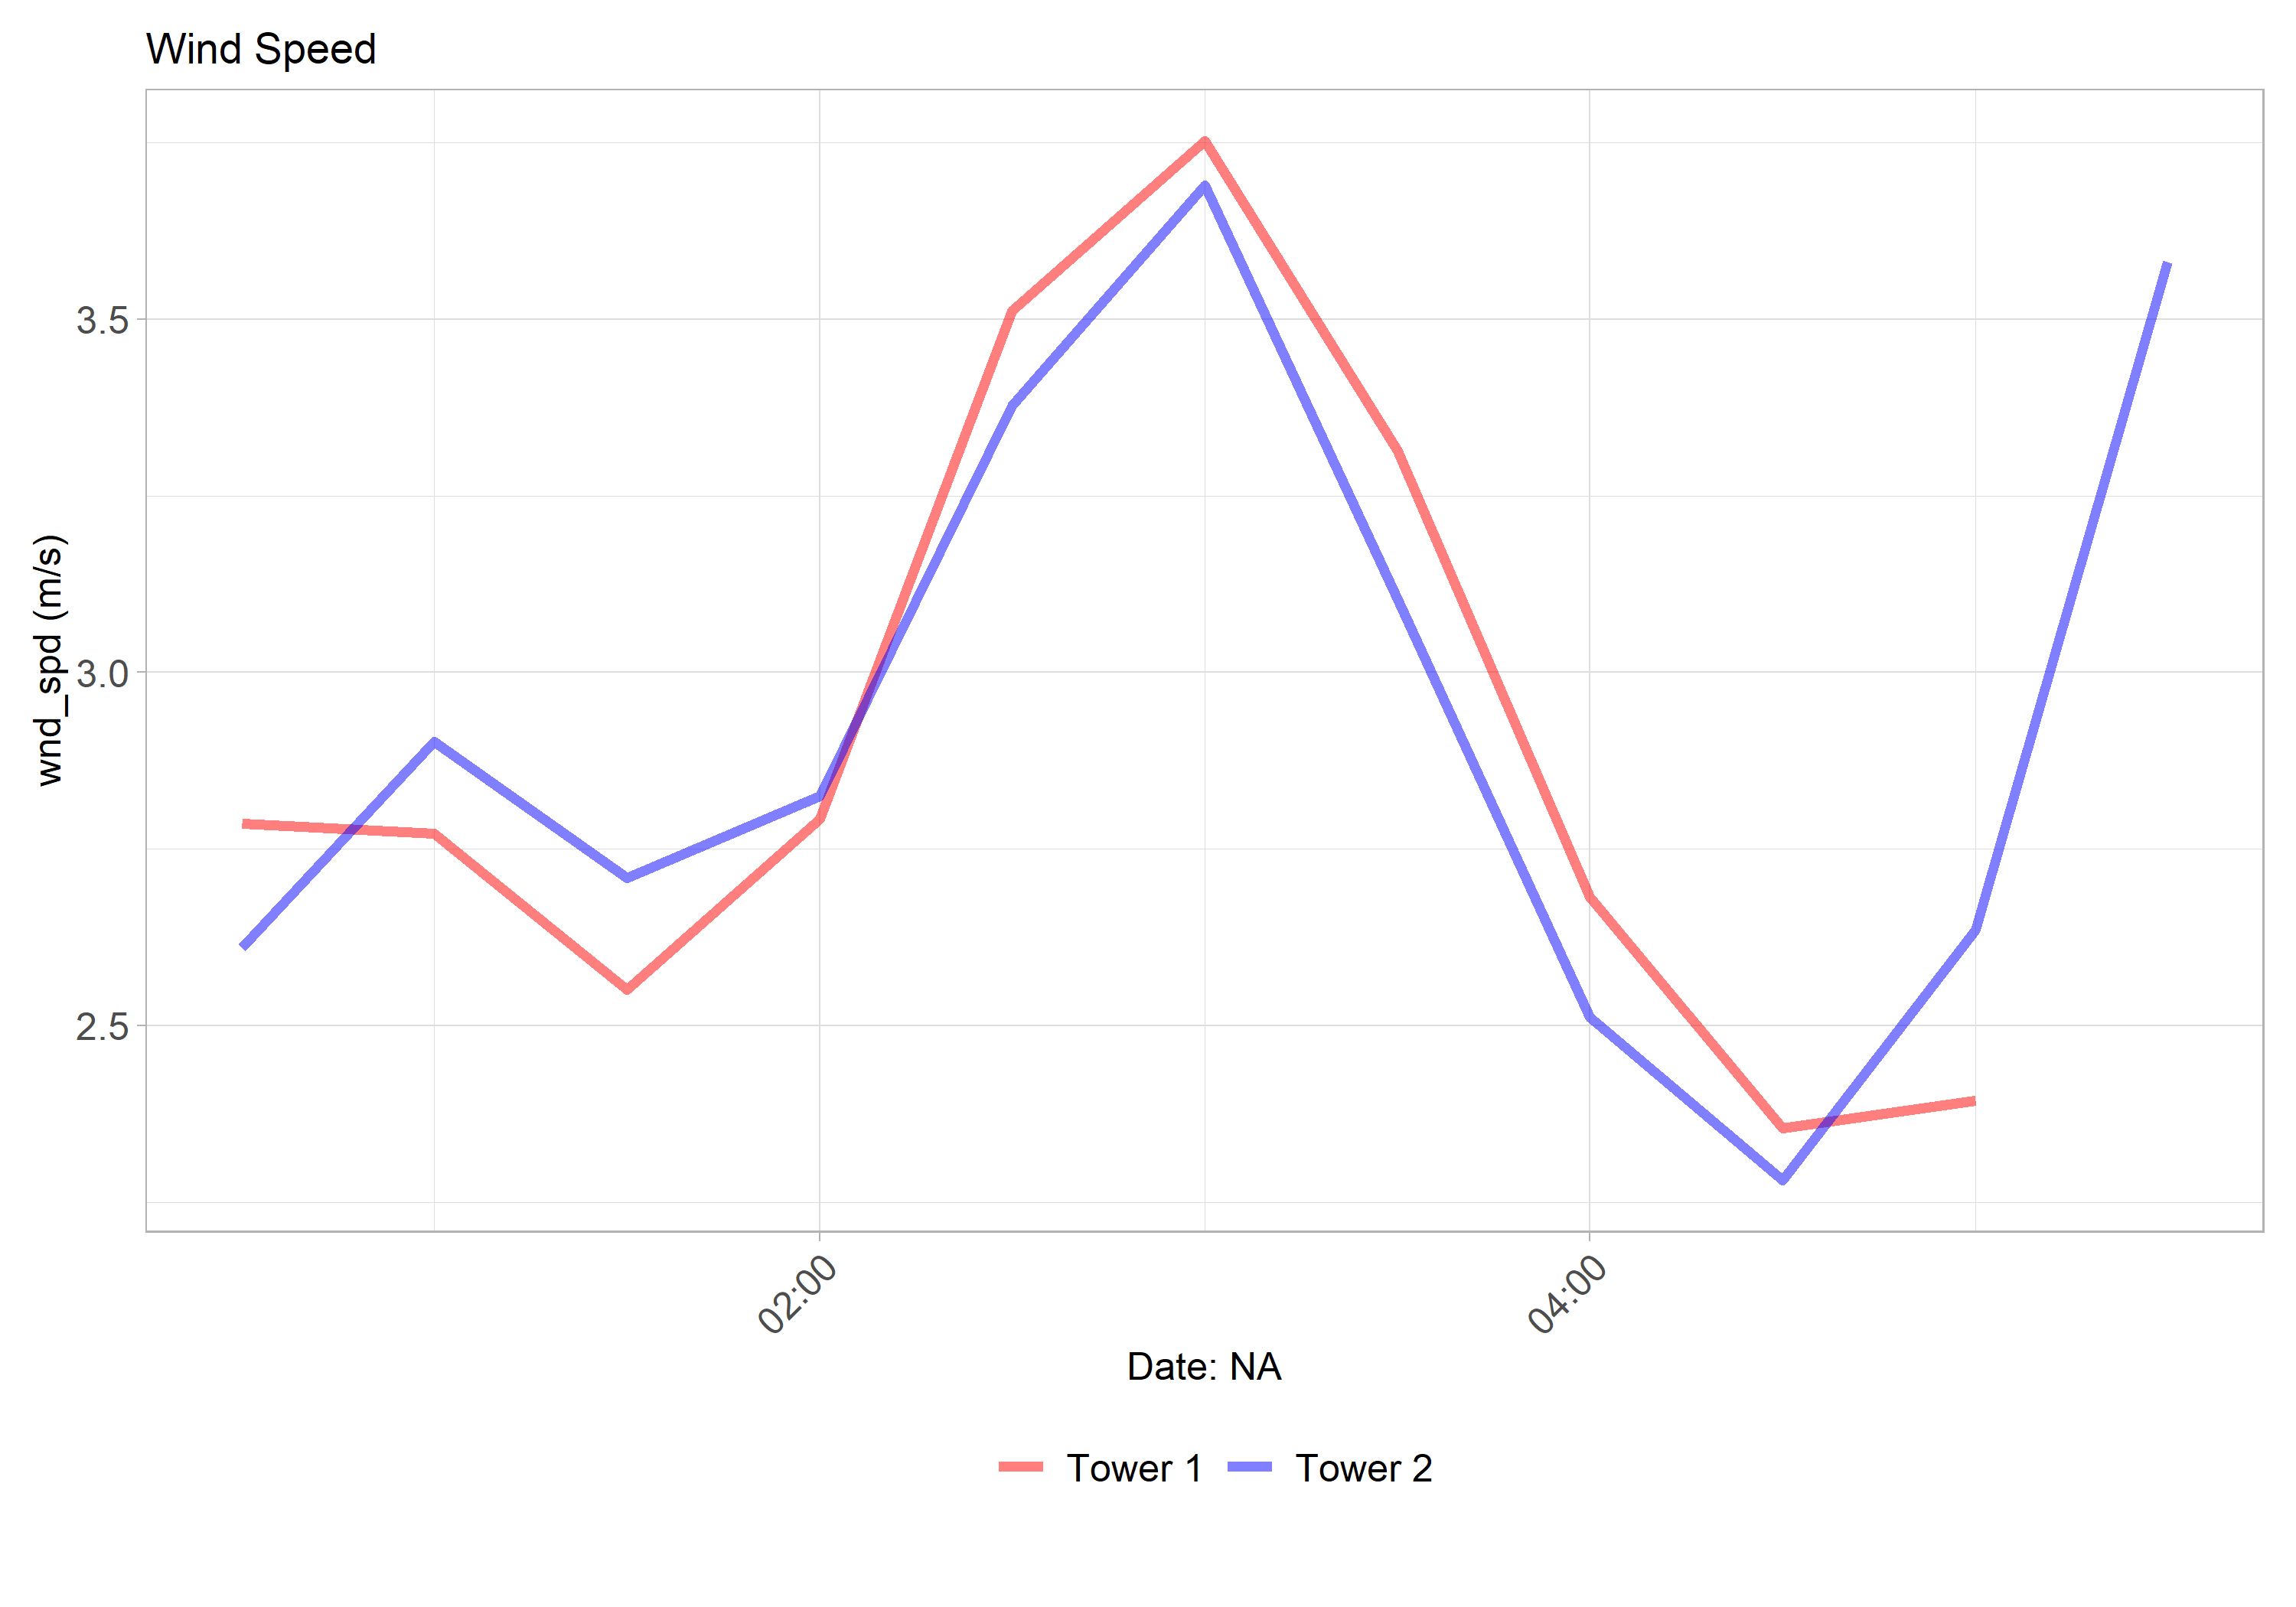 Wind Speed
wnd_spd (m/s)
3.5
3.0
2.5
02:00
04:00
Date: NA
Tower 1
Tower 2